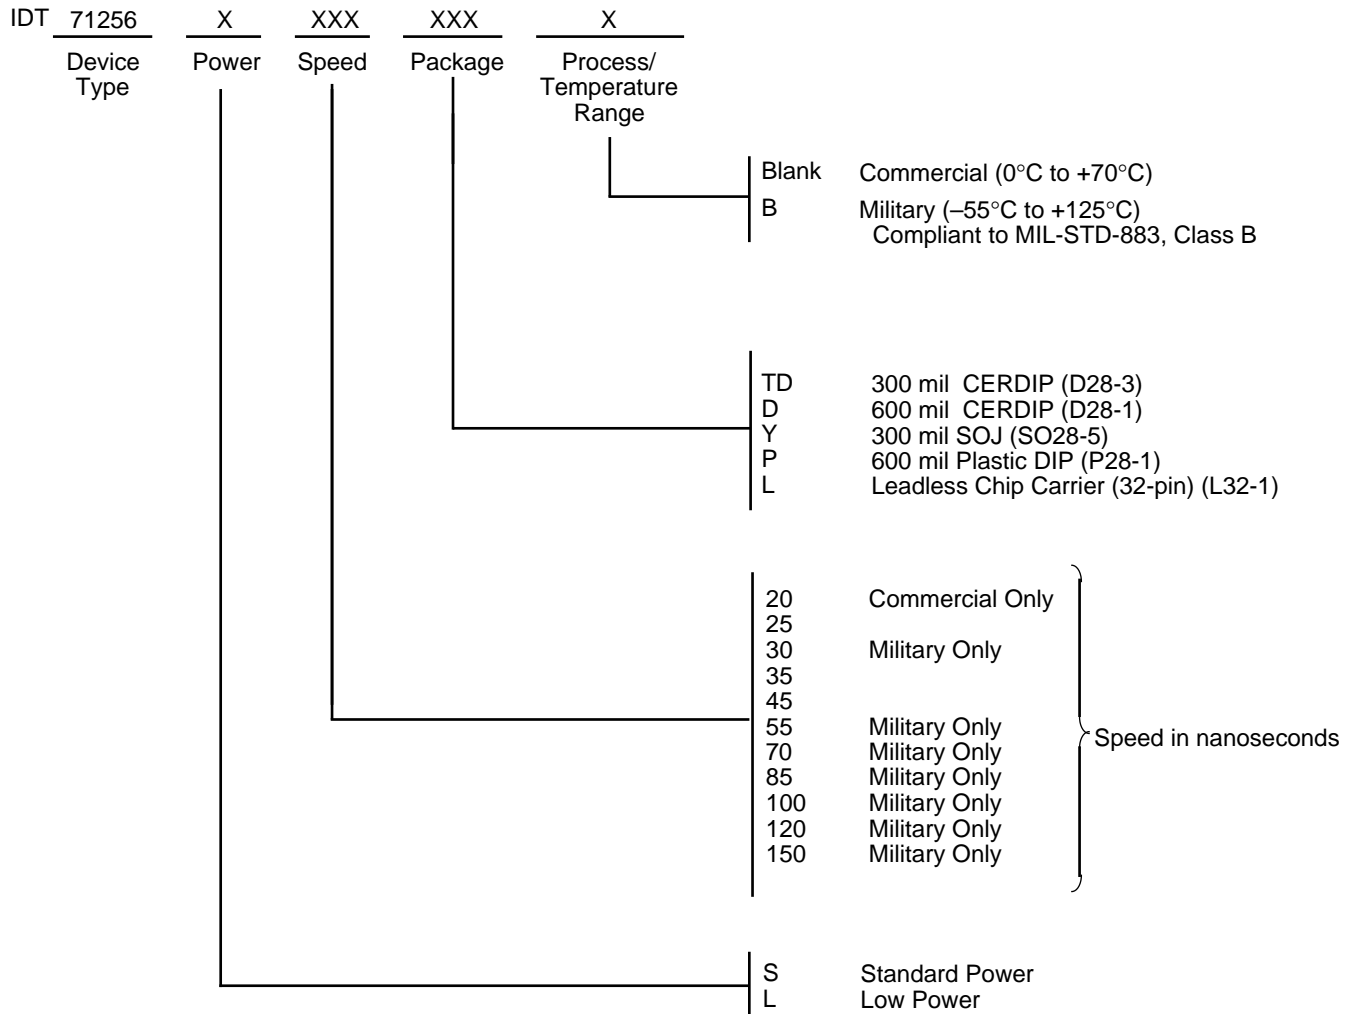 IDT 71256 X XXX XXX X
Device Type
Power
Speed
Package
Process/
Temperature
Range
Blank Commercial (0°C to +70°C)
B Military (–55°C to +125°C)
Compliant to MIL-STD-883, Class B
TD 300 mil CERDIP (D28-3)
D 600 mil CERDIP (D28-1)
Y 300 mil SOJ (SO28-5)
P 600 mil Plastic DIP (P28-1)
L Leadless Chip Carrier (32-pin) (L32-1)
20 Commercial Only
25
30 Military Only
35
45
55 Military Only
70 Military Only
85 Military Only
100 Military Only
120 Military Only
150 Military Only
Speed in nanoseconds
S Standard Power
L Low Power